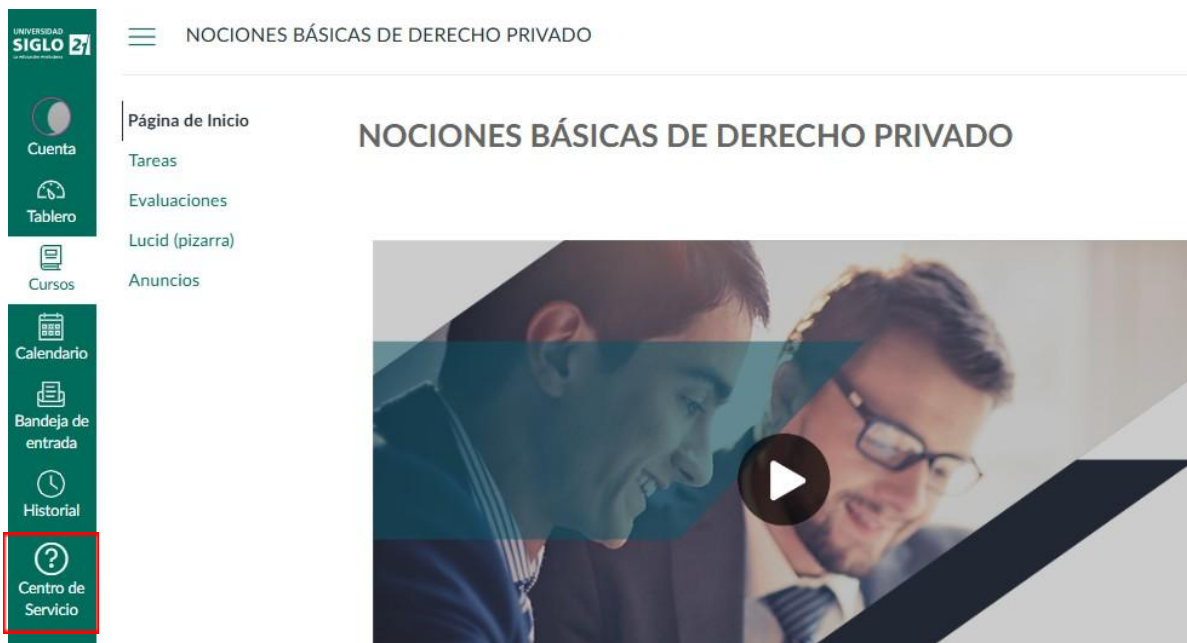 UNIVERSIDAD
SIGLO 21
NOCIONES BÁSICAS DE DERECHO PRIVADO
Cuenta
Tablero
Cursos
Calendario
Bandeja de
entrada
Historial
Centro de
Servicio
Página de Inicio
Tareas
Evaluaciones
Lucid (pizarra)
Anuncios
NOCIONES BÁSICAS DE DERECHO PRIVADO